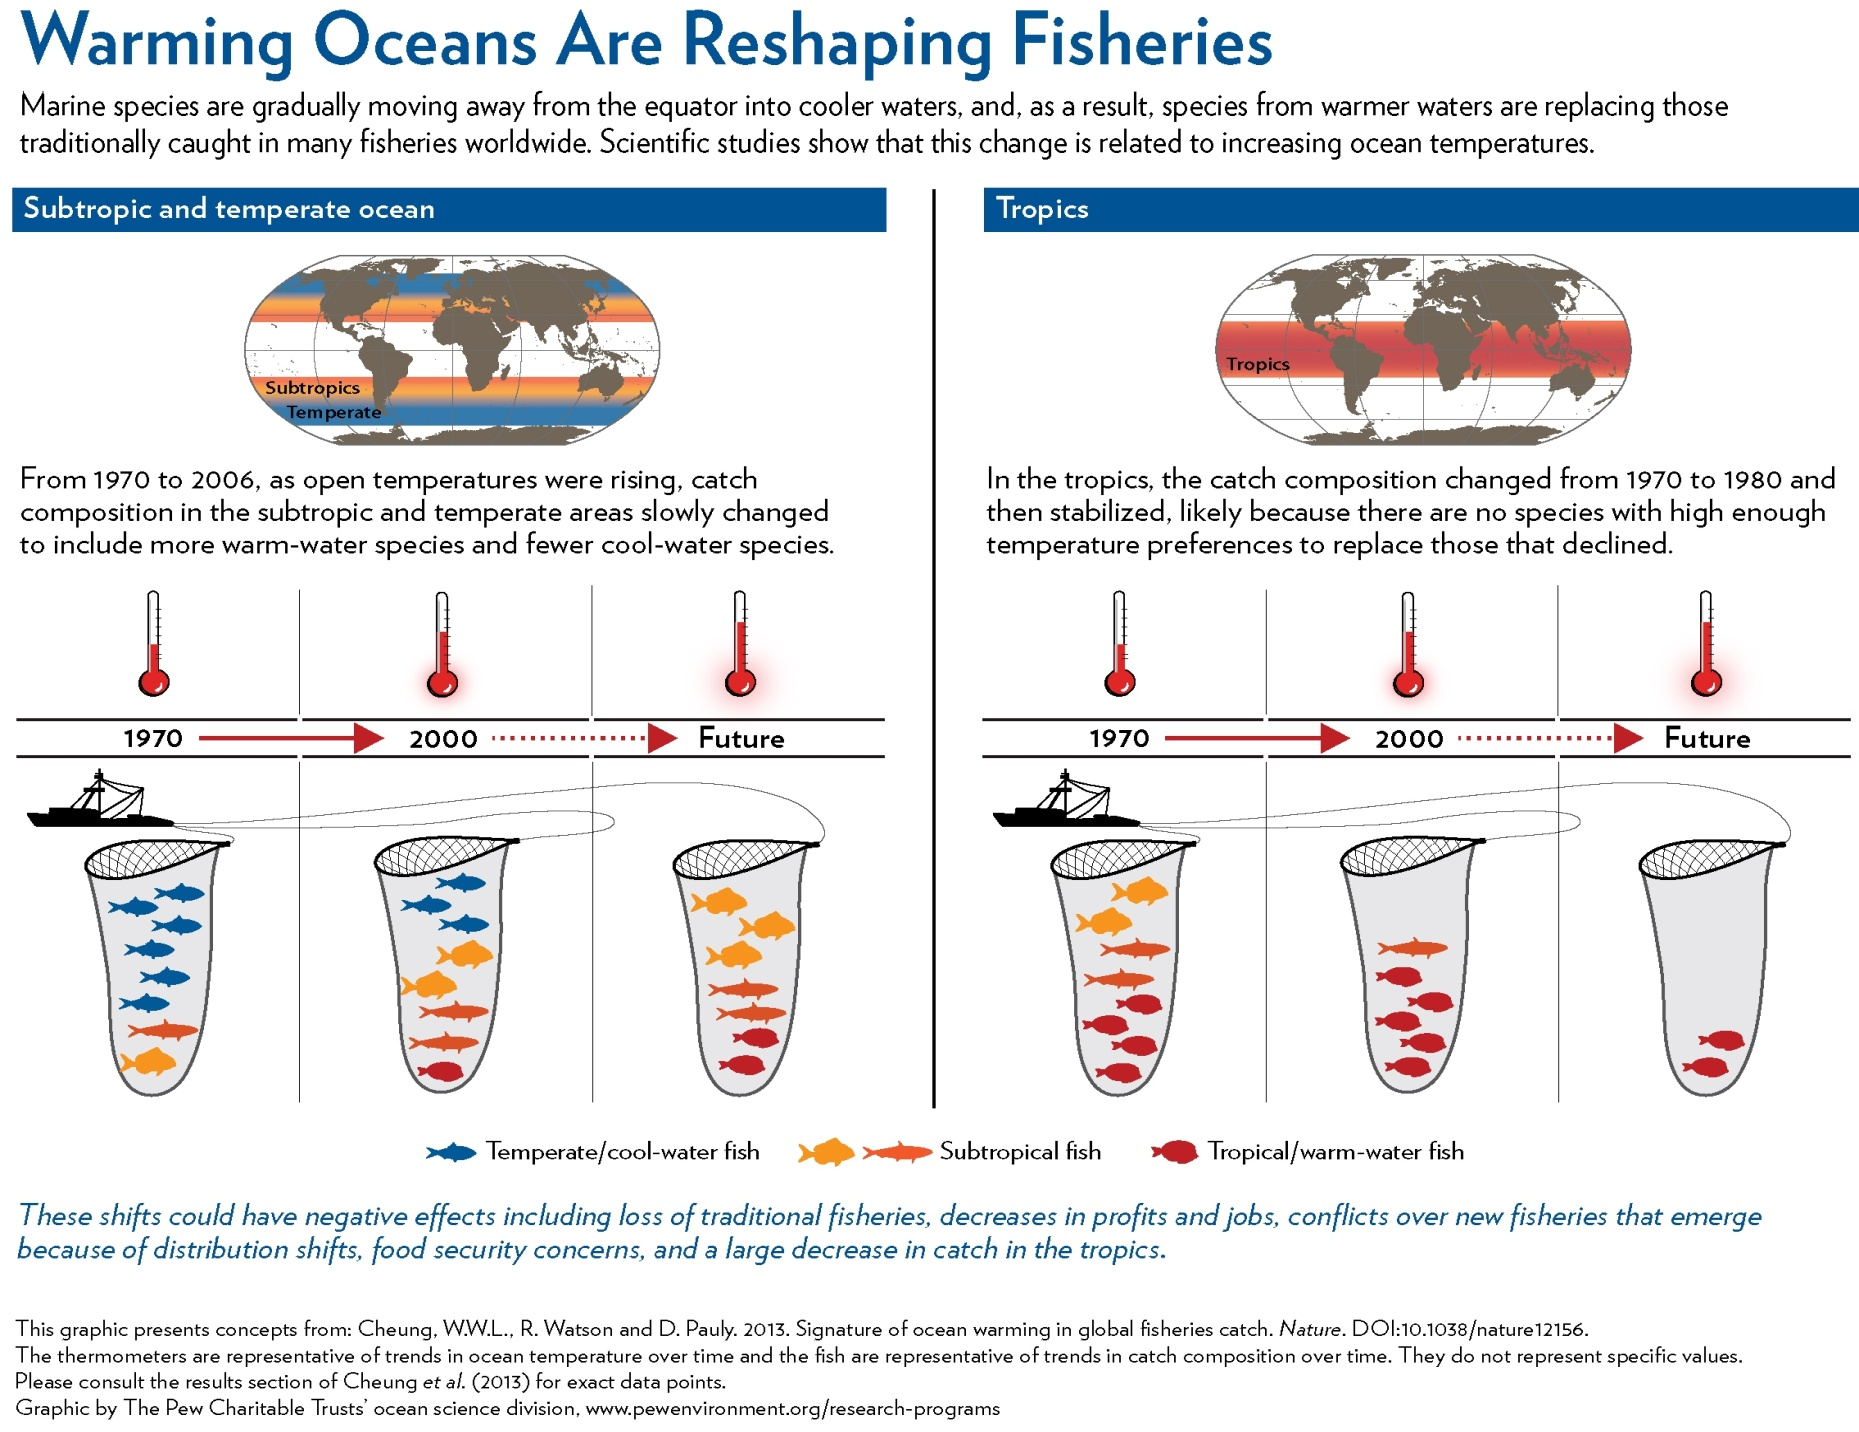 Warming Oceans Are Reshaping Fisheries
Marine species are gradually moving away from the equator into cooler waters, and, as a result, species from warmer waters are replacing those
traditionally caught in many fisheries worldwide. Scientific studies show that this change is related to increasing ocean temperatures.
Subtropic and temperate ocean
Subtropics
Temperate
From 1970 to 2006, as open temperatures were rising, catch
composition in the subtropic and temperate areas slowly changed
to include more warm-water species and fewer cool-water species.
1970
2000
Future
Tropics
Tropics
In the tropics, the catch composition changed from 1970 to 1980 and
then stabilized, likely because there are no species with high enough
temperature preferences to replace those that declined.
1970
2000
Future
Temperate/cool-water fish
Subtropical fish
Tropical/warm-water fish
These shifts could have negative effects including loss of traditional fisheries, decreases in profits and jobs, conflicts over new fisheries that emerge
because of distribution shifts, food security concerns, and a large decrease in catch in the tropics.
This graphic presents concepts from: Cheung, W.W.L., R. Watson and D. Pauly. 2013. Signature of ocean warming in global fisheries catch. Nature. DOI:10.1038/nature12156.
The thermometers are representative of trends in ocean temperature over time and the fish are representative of trends in catch composition over time. They do not represent specific values.
Please consult the results section of Cheung et al. (2013) for exact data points.
Graphic by The Pew Charitable Trusts' ocean science division, www.pewenvironment.org/research-programs